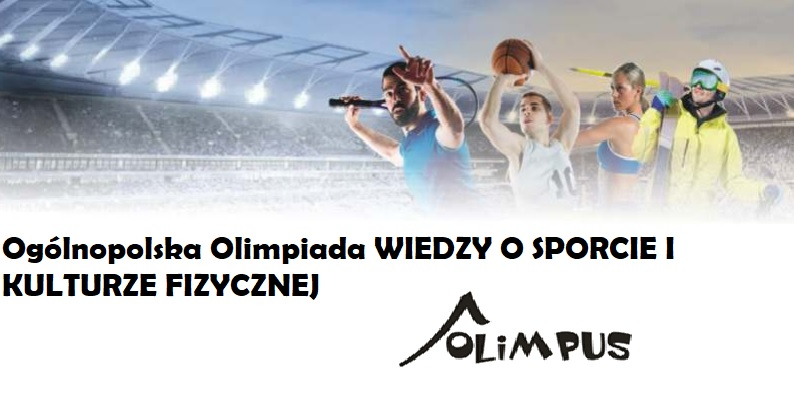 Ogólnopolska Olimpiada WIEDZY O SPORCIE I
KULTURZE FIZYCZNEJ
OLiMPUS